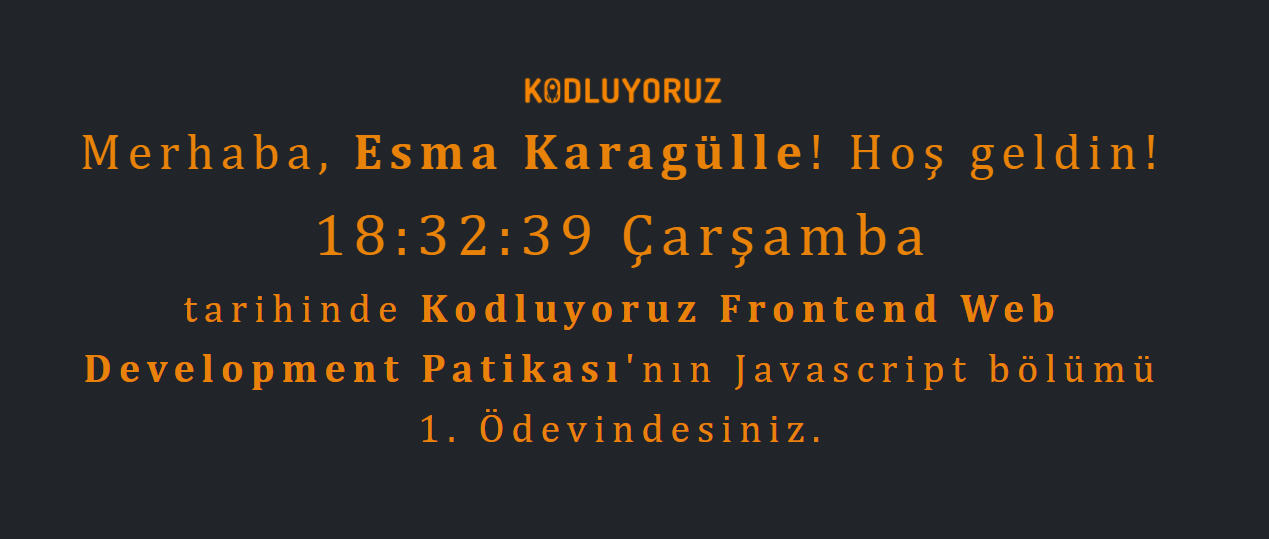 KODLUYORUZ
Merhaba, Esma Karagülle! Hoş geldin!
18:32:39 Çarşamba
tarihinde Kodluyoruz Frontend Web
Development Patikası'nın Javascript bölümü
1. Ödevindesiniz.